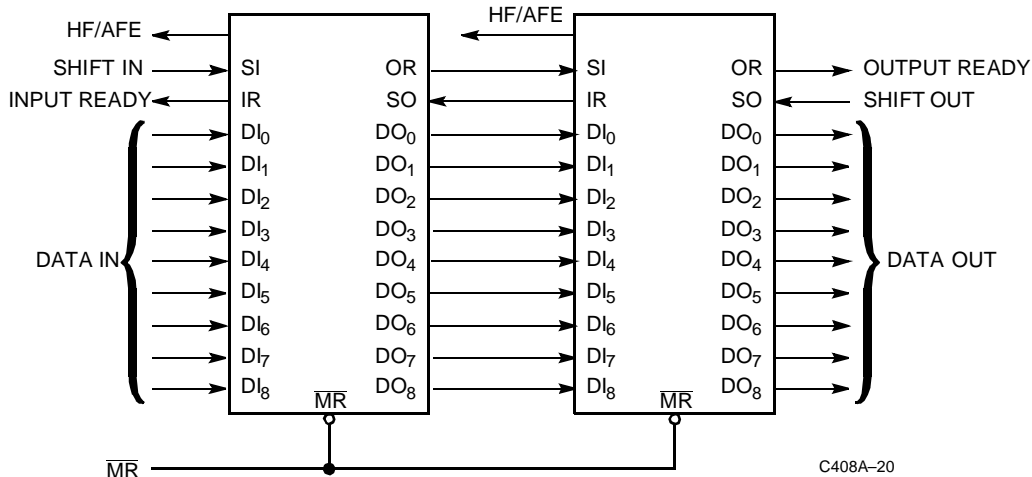 HF/AFE HF/AFE
SHIFT IN SI OR SI OR OUTPUT READY
INPUT READY IR SO IR SO SHIFT OUT
DI0 DO0 DI0 DO0
DI1 DO1 DI1 DO1
DI2 DO2 DI2 DO2
DI3 DO3 DI3 DO3
DATA IN DI4 DO4 DI4 DO4 DATA OUT
DI5 DO5 DI5 DO5
DI6 DO6 DI6 DO6
DI7 DO7 DI7 DO7
DI8 DO8 DI8 DO8
MR MR
MR C408A–20